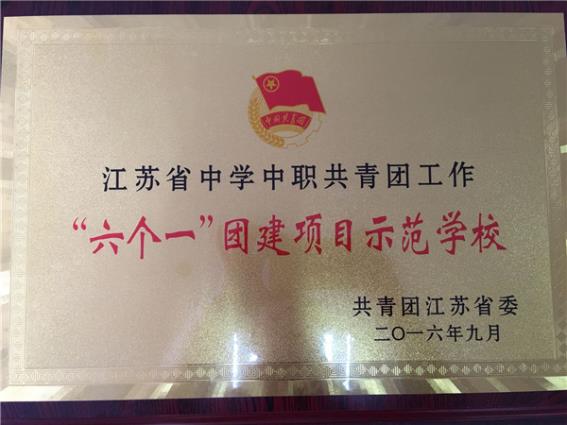 中国共青团
江苏省中学中职共青团工作
“六个一”团建项目示范学校
共青团江苏省委
二〇一六年九月